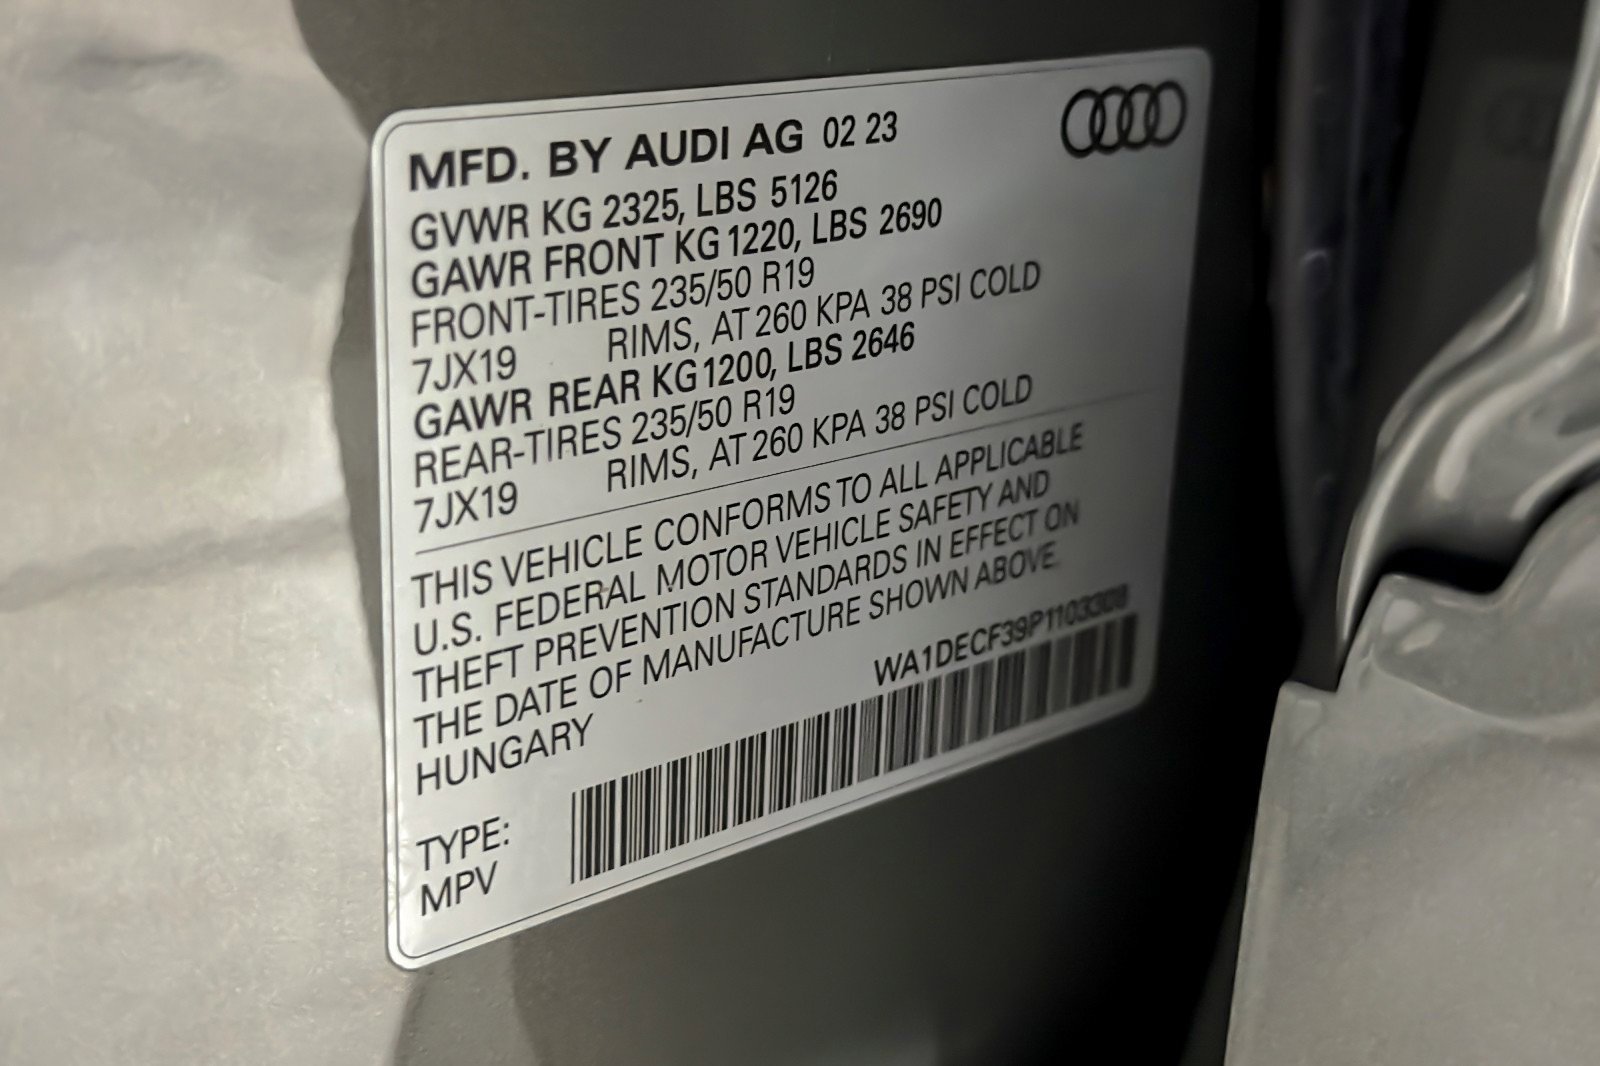 MFD. BY AUDI AG 02 23
GVWR KG 2325, LBS 5126
GAWR FRONT KG 1220, LBS 2690
FRONT-TIRES 235/50 R19
7JX19 RIMS, AT 260 KPA 38 PSI COLD
GAWR REAR KG 1200, LBS 2646
REAR-TIRES 235/50 R19
7JX19 RIMS, AT 260 KPA 38 PSI COLD
THIS VEHICLE CONFORMS TO ALL APPLICABLE
U.S. FEDERAL MOTOR VEHICLE SAFETY AND
THEFT PREVENTION STANDARDS IN EFFECT ON
THE DATE OF MANUFACTURE SHOWN ABOVE.
HUNGARY
WA1DECF39P1103308
TYPE:
MPV